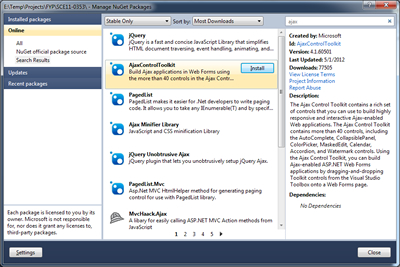 E:\Temp\Projects\FYP\SCE11-0353\ - Manage NuGet Packages
Installed packages
Online
All
NuGet official package source
Search Results
Updates
Recent packages
Each package is licensed to you by its
owner. Microsoft is not responsible
for, nor does it grant any licenses to,
third-party packages.
Settings
Stable Only
Sort by: Most Downloads
jQuery
jQuery is a fast and concise JavaScript Library that simplifies
HTML document traversing, event handling, animating, and...
AjaxControlToolkit
Build Ajax applications in Web Forms using
the more than 40 controls in the Ajax Contr...
Install
PagedList
PagedList makes it easier for .Net developers to write paging
code. It allows you to take any IEnumerable(T) and by specif...
Ajax Minifier Library
JavaScript and CSS minification Library
jQuery Unobtrusive Ajax
jQuery plugin that lets you unobtrusively setup jQuery Ajax.
PagedList.Mvc
Asp.Net MVC HtmlHelper method for generating paging
control for use with PagedList library.
MvcHaack.Ajax
A library for easily calling ASP.NET MVC Action methods from
JavaScript
1 2 3 4 5
ajax
Created by: Microsoft
Id: AjaxControlToolkit
Version: 4.1.60501
Last Updated: 5/1/2012
Downloads: 77505
View License Terms
Project Information
Report Abuse
Description:
The Ajax Control Toolkit contains a rich set
of controls that you can use to build highly
responsive and interactive Ajax-enabled
Web applications. The Ajax Control Toolkit
contains more than 40 controls, including
the AutoComplete, CollapsiblePanel,
ColorPicker, MaskedEdit, Calendar,
Accordion, and Watermark controls. Using
the Ajax Control Toolkit, you can build
Ajax-enabled ASP.NET Web Forms
applications by dragging-and-dropping
Toolkit controls from the Visual Studio
Toolbox onto a Web Forms page.
Dependencies:
No Dependencies
Close